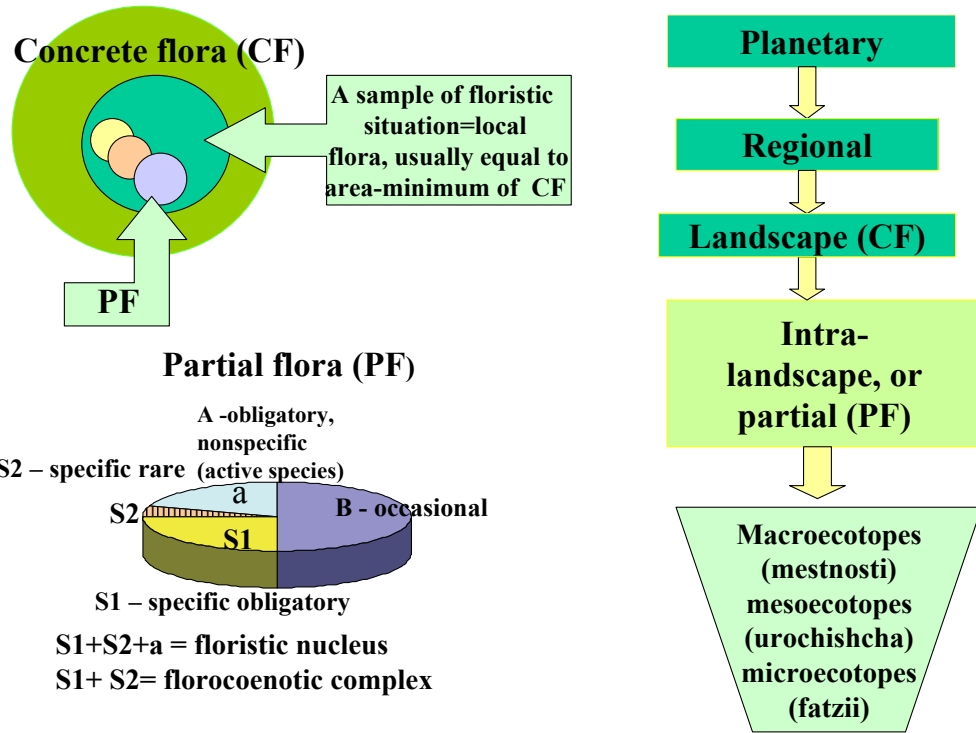 Concrete flora (CF)
A sample of floristic
situation=local
flora, usually equal to
area-minimum of CF
PF
Partial flora (PF)
A -obligatory,
nonspecific
(active species)
S2 – specific rare
a
B - occasional
S2
S1
S1 – specific obligatory
S1+S2+a = floristic nucleus
S1+ S2= florocoenotic complex
Planetary
Regional
Landscape (CF)
Intra-
landscape, or
partial (PF)
Macroecotopes
(mestnosti)
mesoecotopes
(urochishcha)
microecotopes
(fatzii)